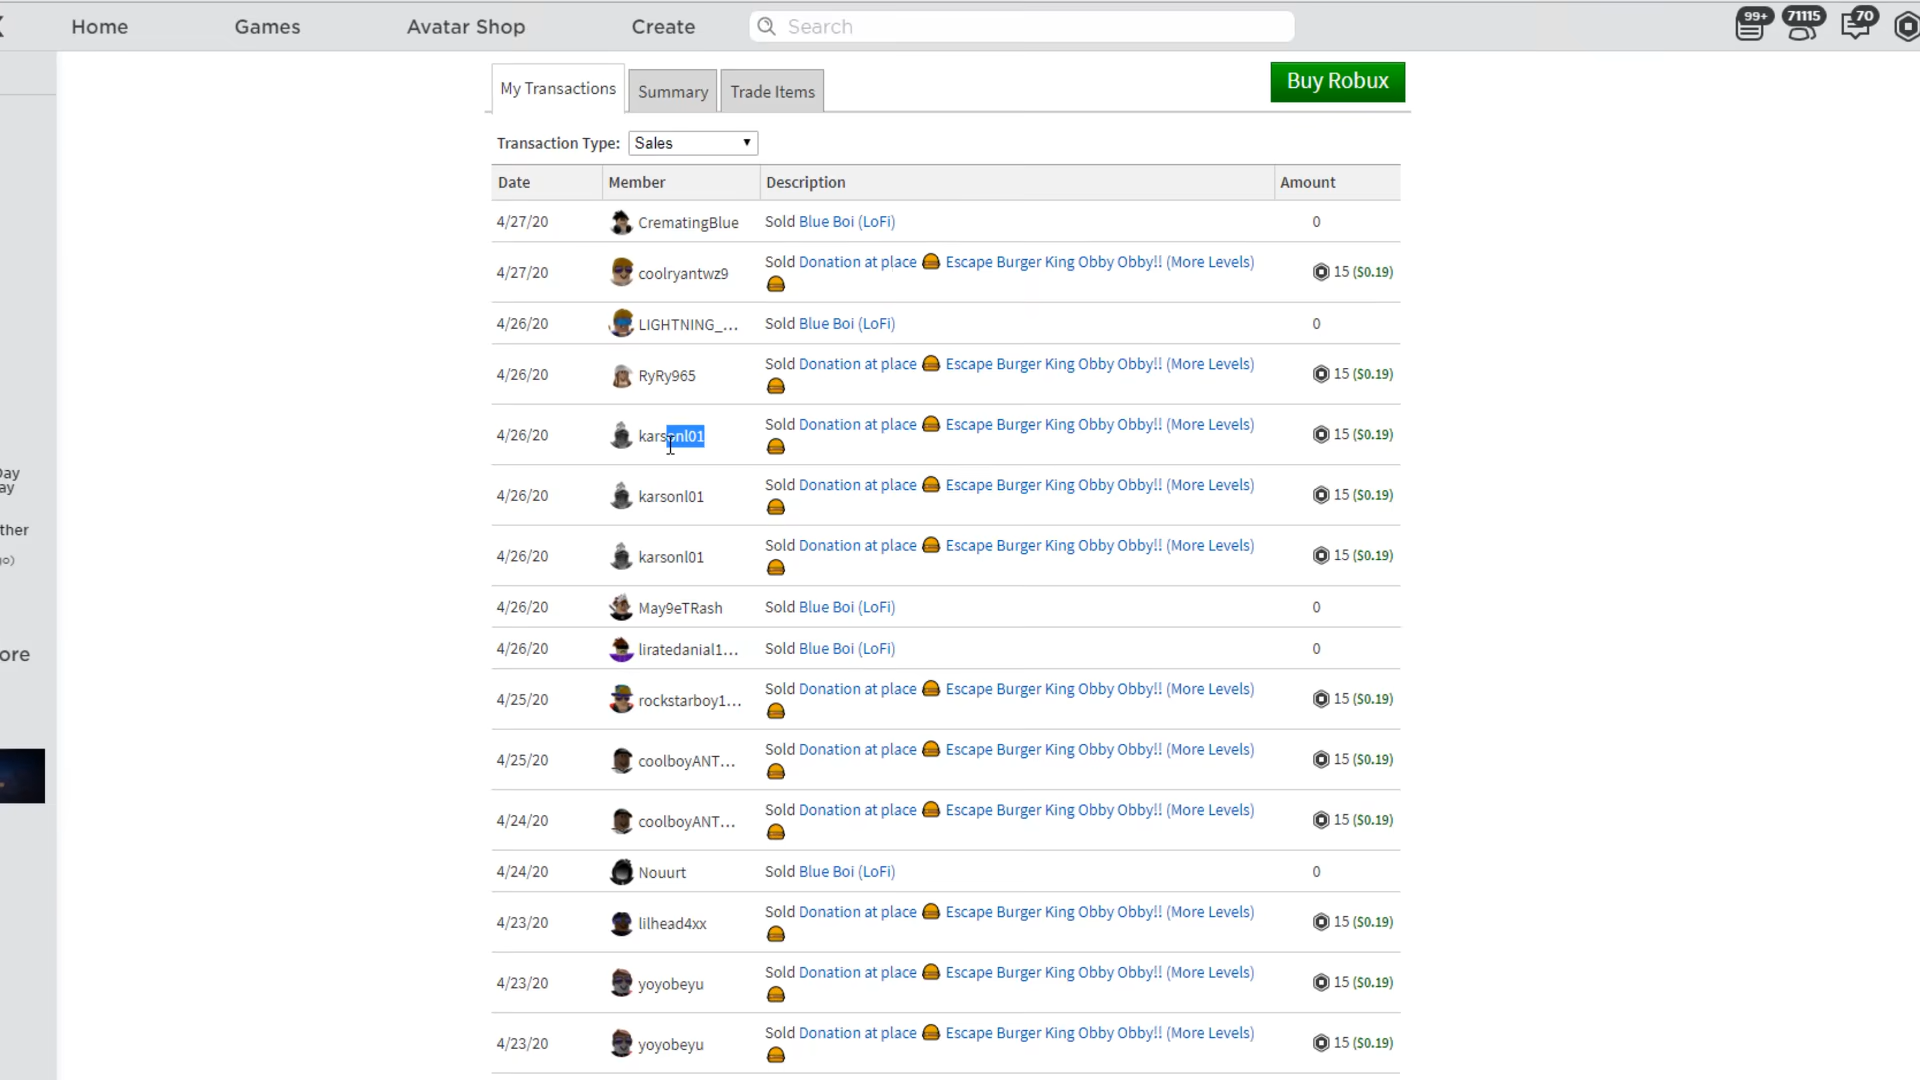 Home Games Avatar Shop Create Search 99+ 71115 70
My Transactions Summary Trade Items Buy Robux
Transaction Type: Sales
Date Member Description Amount
4/27/20 CrematingBlue Sold Blue Boi (LoFi) 0
4/27/20 coolryantwz9 Sold Donation at place 🍔 Escape Burger King Obby Obby!! (More Levels) 15 ($0.19)
🍔
4/26/20 LIGHTNING_... Sold Blue Boi (LoFi) 0
4/26/20 RyRy965 Sold Donation at place 🍔 Escape Burger King Obby Obby!! (More Levels) 15 ($0.19)
🍔
4/26/20 karsonl01 Sold Donation at place 🍔 Escape Burger King Obby Obby!! (More Levels) 15 ($0.19)
🍔
4/26/20 karsonl01 Sold Donation at place 🍔 Escape Burger King Obby Obby!! (More Levels) 15 ($0.19)
🍔
4/26/20 karsonl01 Sold Donation at place 🍔 Escape Burger King Obby Obby!! (More Levels) 15 ($0.19)
🍔
4/26/20 May9eTRash Sold Blue Boi (LoFi) 0
4/26/20 liratedanial1... Sold Blue Boi (LoFi) 0
4/25/20 rockstarboy1... Sold Donation at place 🍔 Escape Burger King Obby Obby!! (More Levels) 15 ($0.19)
🍔
4/25/20 coolboyANT... Sold Donation at place 🍔 Escape Burger King Obby Obby!! (More Levels) 15 ($0.19)
🍔
4/24/20 coolboyANT... Sold Donation at place 🍔 Escape Burger King Obby Obby!! (More Levels) 15 ($0.19)
🍔
4/24/20 Nouurt Sold Blue Boi (LoFi) 0
4/23/20 lilhead4xx Sold Donation at place 🍔 Escape Burger King Obby Obby!! (More Levels) 15 ($0.19)
🍔
4/23/20 yoyobeyu Sold Donation at place 🍔 Escape Burger King Obby Obby!! (More Levels) 15 ($0.19)
🍔
4/23/20 yoyobeyu Sold Donation at place 🍔 Escape Burger King Obby Obby!! (More Levels) 15 ($0.19)
🍔
Day
ay
ther
go)
ore